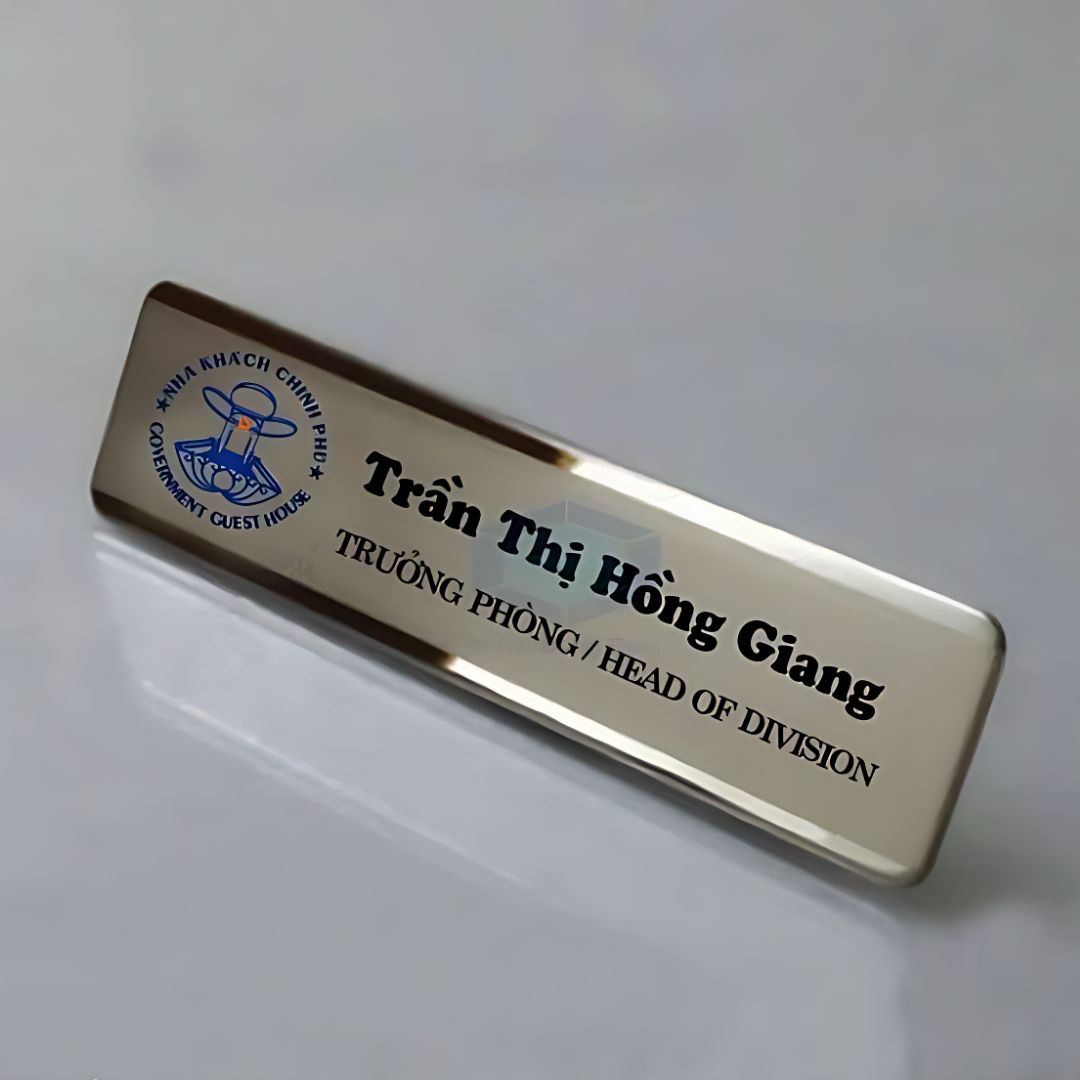 ★ NHÀ KHÁCH CHÍNH PHỦ ★
GOVERNMENT GUEST HOUSE
Trần Thị Hồng Giang
TRƯỞNG PHÒNG / HEAD OF DIVISION